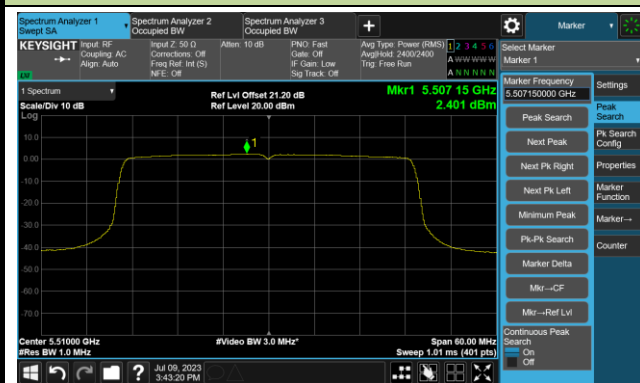 Spectrum Analyzer 1
Swept SA
Spectrum Analyzer 2
Occupied BW
Spectrum Analyzer 3
Occupied BW
Marker
KEYSIGHT
Input: RF
Coupling: AC
Align: Auto
Input Z: 50 Ω
Corrections: Off
Freq Ref: Int (S)
NFE: Off
Atten: 10 dB
PNO: Fast
Gate: Off
IF Gain: Low
Sig Track: Off
Avg Type: Power (RMS)
Avg|Hold: 2400/2400
Trig: Free Run
1 2 3 4 5 6
A W W W W W
A N N N N N
Select Marker
Marker 1
1 Spectrum
Scale/Div 10 dB
Log
Ref Lvl Offset 21.20 dB
Ref Level 20.00 dBm
Mkr1 5.507 15 GHz
2.401 dBm
10.0
0.00
-10.0
-20.0
-30.0
-40.0
-50.0
-60.0
-70.0
1
Center 5.51000 GHz
#Res BW 1.0 MHz
#Video BW 3.0 MHz*
Span 60.00 MHz
Sweep 1.01 ms (401 pts)
Marker Frequency
5.507150000 GHz
Peak Search
Next Peak
Next Pk Right
Next Pk Left
Minimum Peak
Pk-Pk Search
Marker Delta
Mkr→CF
Mkr→Ref Lvl
Continuous Peak
Search
On
Off
Settings
Peak
Search
Pk Search
Config
Properties
Marker
Function
Marker→
Counter
Jul 09, 2023
3:43:20 PM